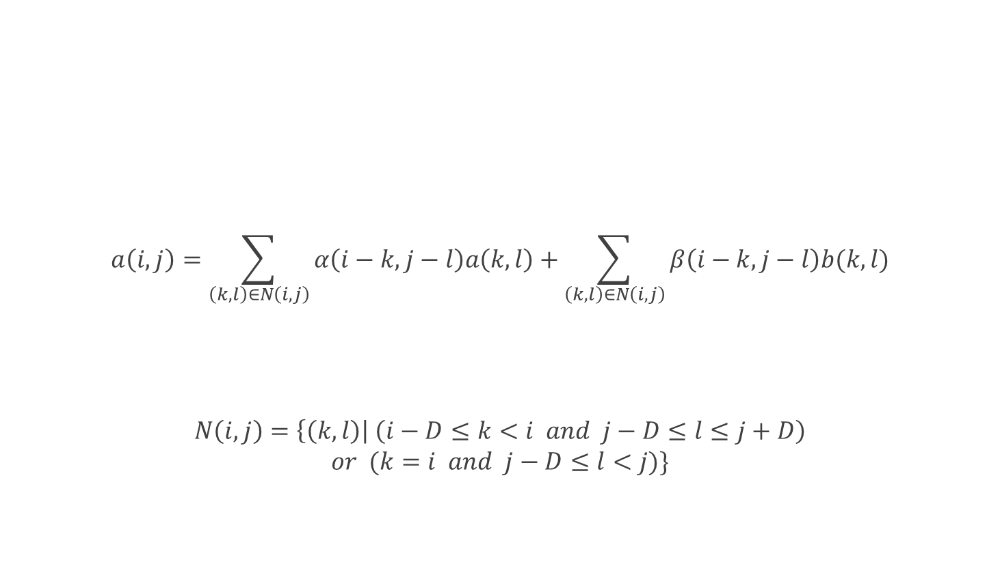 a(i,j) = ∑_{(k,l)∈N(i,j)} α(i − k, j − l)a(k,l) + ∑_{(k,l)∈N(i,j)} β(i − k, j − l)b(k,l)
N(i,j) = {(k,l)| (i − D ≤ k < i and j − D ≤ l ≤ j + D)
or (k = i and j − D ≤ l < j)}